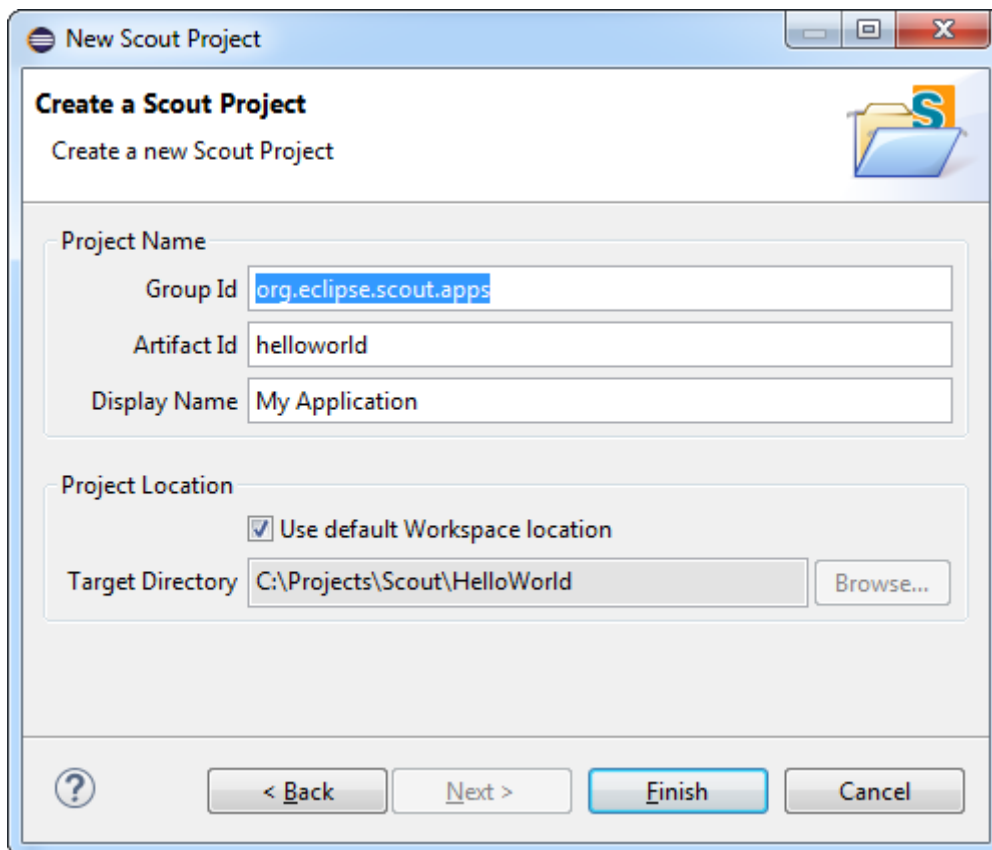 New Scout Project
Create a Scout Project
Create a new Scout Project
S
Project Name
Group Id org.eclipse.scout.apps
Artifact Id helloworld
Display Name My Application
Project Location
Use default Workspace location
Target Directory C:\Projects\Scout\HelloWorld Browse...
? < Back Next > Finish Cancel